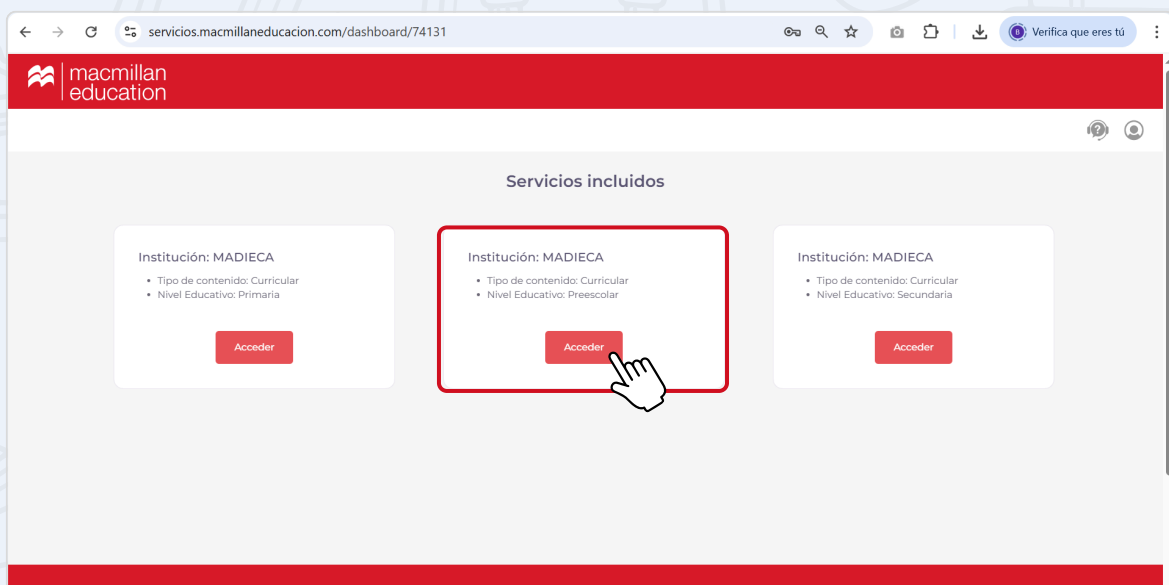 servicios.macmillaneducacion.com/dashboard/74131
B
Verifica que eres tú
macmillan
education
?
Servicios incluidos
Institución: MADIECA
• Tipo de contenido: Curricular
• Nivel Educativo: Primaria
Acceder
Institución: MADIECA
• Tipo de contenido: Curricular
• Nivel Educativo: Preescolar
Acceder
Institución: MADIECA
• Tipo de contenido: Curricular
• Nivel Educativo: Secundaria
Acceder